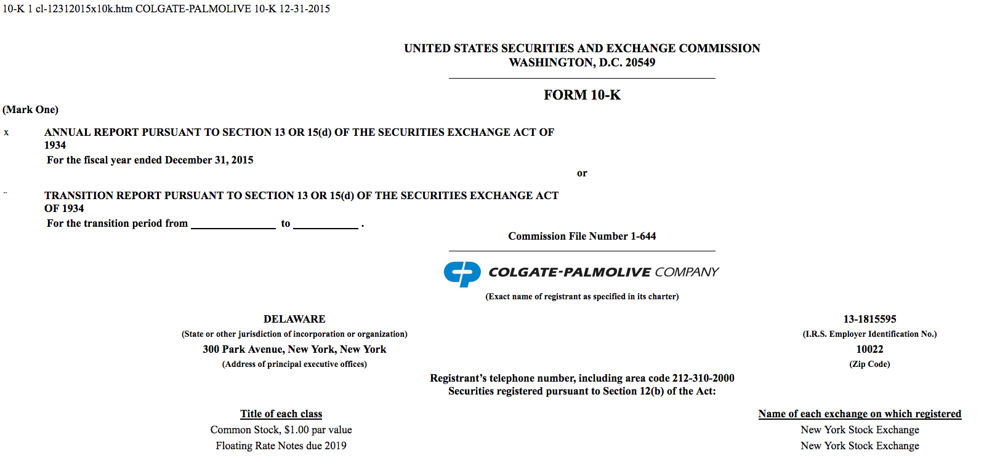 10-K 1 cl-12312015x10k.htm COLGATE-PALMOLIVE 10-K 12-31-2015
UNITED STATES SECURITIES AND EXCHANGE COMMISSION
WASHINGTON, D.C. 20549
FORM 10-K
(Mark One)
x ANNUAL REPORT PURSUANT TO SECTION 13 OR 15(d) OF THE SECURITIES EXCHANGE ACT OF
1934
For the fiscal year ended December 31, 2015
or
¨ TRANSITION REPORT PURSUANT TO SECTION 13 OR 15(d) OF THE SECURITIES EXCHANGE ACT
OF 1934
For the transition period from ____________ to _________ .
Commission File Number 1-644
CP COLGATE-PALMOLIVE COMPANY
(Exact name of registrant as specified in its charter)
DELAWARE 13-1815595
(State or other jurisdiction of incorporation or organization) (I.R.S. Employer Identification No.)
300 Park Avenue, New York, New York 10022
(Address of principal executive offices) (Zip Code)
Registrant’s telephone number, including area code 212-310-2000
Securities registered pursuant to Section 12(b) of the Act:
Title of each class Name of each exchange on which registered
Common Stock, $1.00 par value New York Stock Exchange
Floating Rate Notes due 2019 New York Stock Exchange